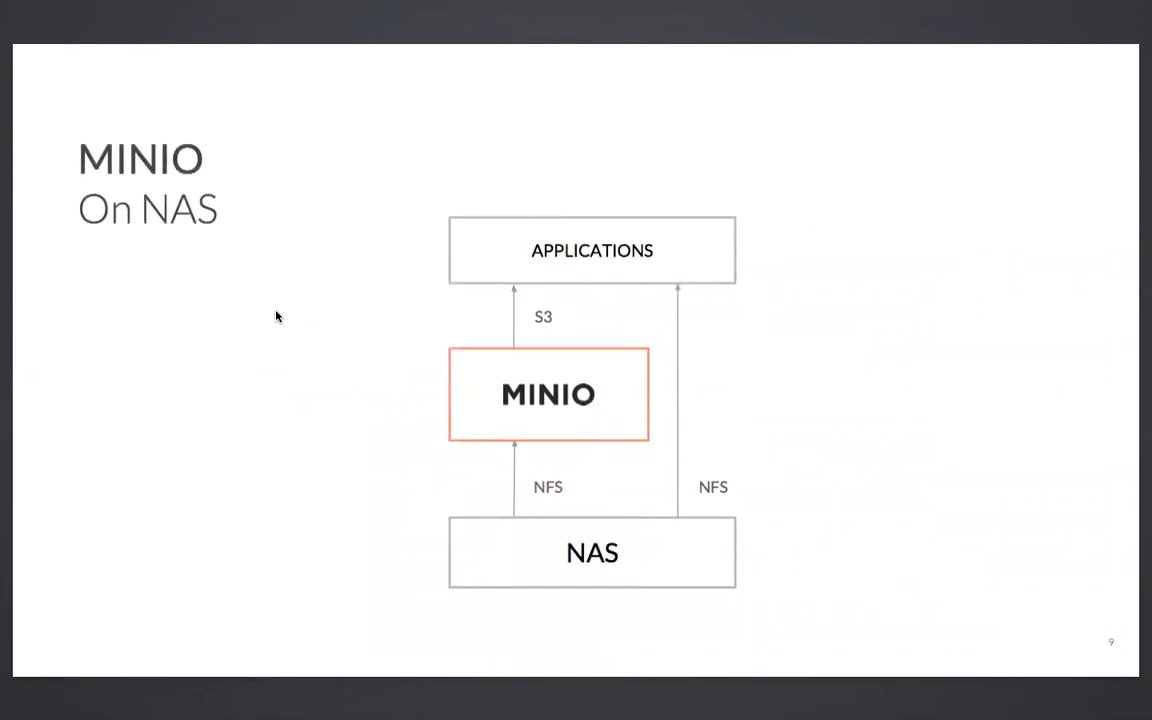 MINIO
On NAS
APPLICATIONS
S3
MINIO
NFS
NFS
NAS
9